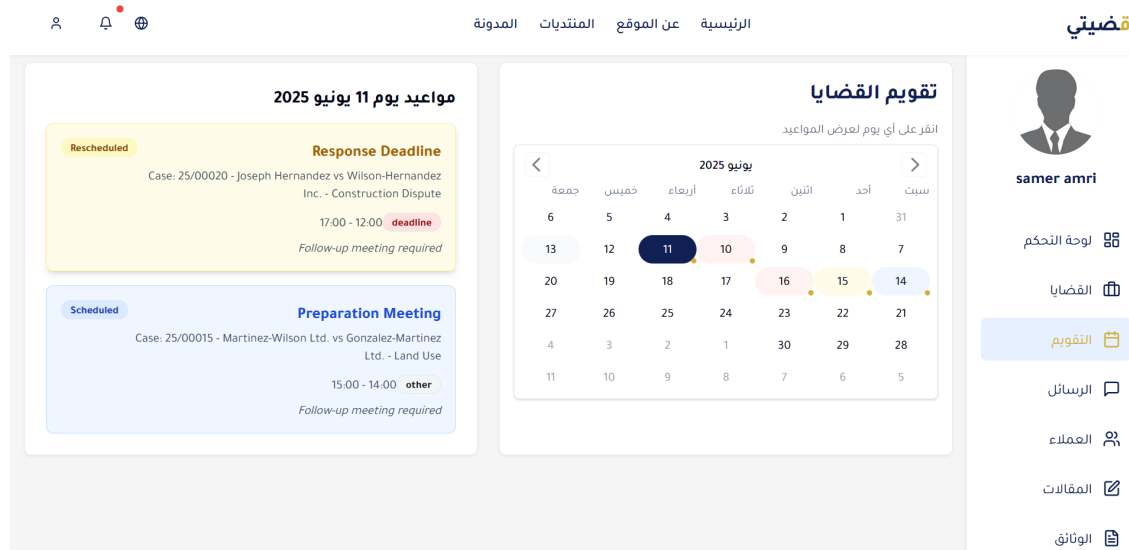 قضيتي
الرئيسية عن الموقع المنتديات المدونة
samer amri
لوحة التحكم
القضايا
التقويم
الرسائل
العملاء
المقالات
الوثائق
تقويم القضايا
انقر على أي يوم لعرض المواعيد
يونيو 2025
سبت أحد اثنين ثلاثاء أربعاء خميس جمعة
31 1 2 3 4 5 6
7 8 9 10 11 12 13
14 15 16 17 18 19 20
21 22 23 24 25 26 27
28 29 30 1 2 3 4
5 6 7 8 9 10 11
مواعيد يوم 11 يونيو 2025
Response Deadline
Rescheduled
Case: 25/00020 - Joseph Hernandez vs Wilson-Hernandez
Inc. - Construction Dispute
17:00 - 12:00 deadline
Follow-up meeting required
Preparation Meeting
Scheduled
Case: 25/00015 - Martinez-Wilson Ltd. vs Gonzalez-Martinez
Ltd. - Land Use
15:00 - 14:00 other
Follow-up meeting required